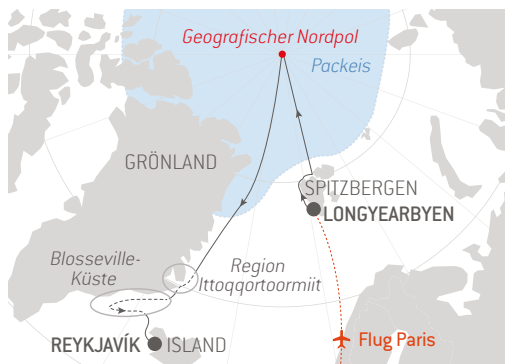 Geografischer Nordpol
Packeis
GRÖNLAND
SPITZBERGEN
LONGYEARBYEN
Blosseville-
Küste
Region
Ittoqqortoormiit
REYKJAVÍK ISLAND
Flug Paris